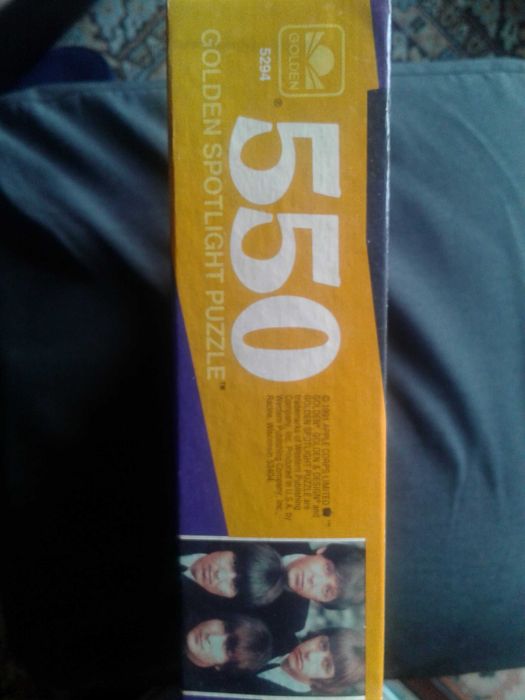 GOLDEN
5294
550®
GOLDEN SPOTLIGHT PUZZLE™
© 1991 APPLE CORPS LIMITED ™
GOLDEN®, GOLDEN & DESIGN® and
GOLDEN SPOTLIGHT PUZZLE are
trademarks of Western Publishing
Company, Inc. Produced in U.S.A. by
Western Publishing Company, Inc.,
Racine, Wisconsin 53404.